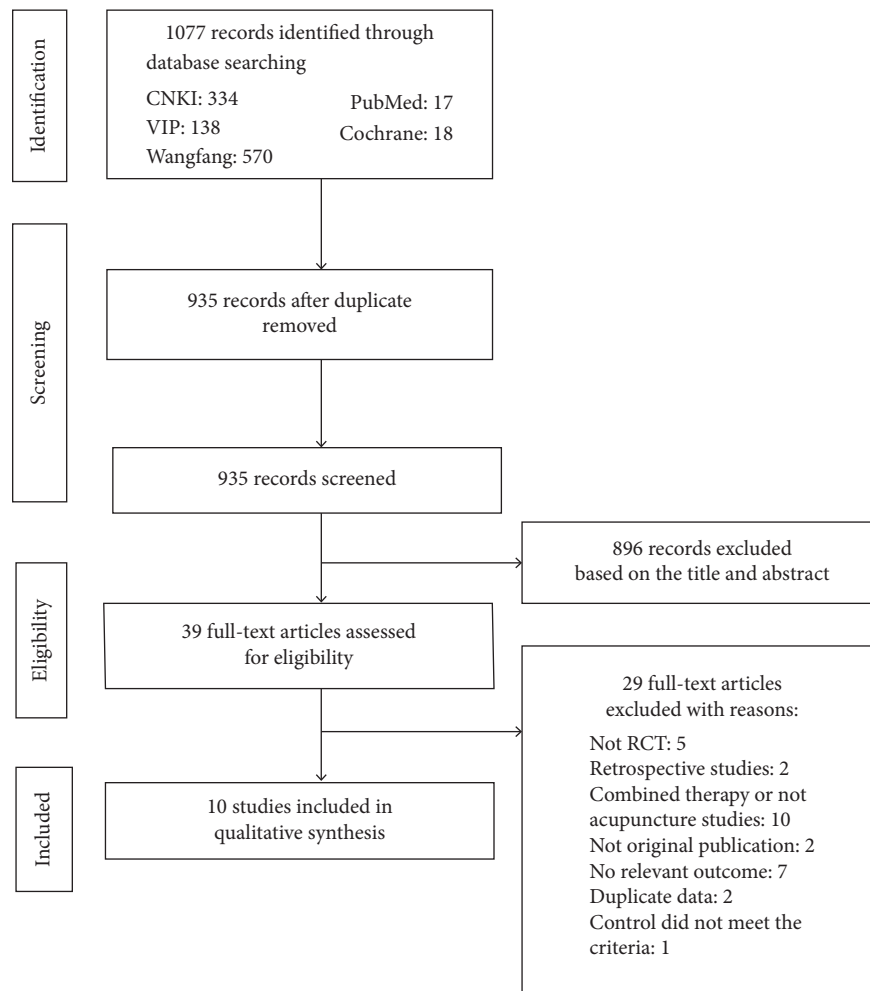 Identification
1077 records identified through
database searching
CNKI: 334
VIP: 138
Wangfang: 570
PubMed: 17
Cochrane: 18
Screening
935 records after duplicate
removed
935 records screened
896 records excluded
based on the title and abstract
Eligibility
39 full-text articles assessed
for eligibility
29 full-text articles
excluded with reasons:
Not RCT: 5
Retrospective studies: 2
Combined therapy or not
acupuncture studies: 10
Not original publication: 2
No relevant outcome: 7
Duplicate data: 2
Control did not meet the
criteria: 1
Included
10 studies included in
qualitative synthesis